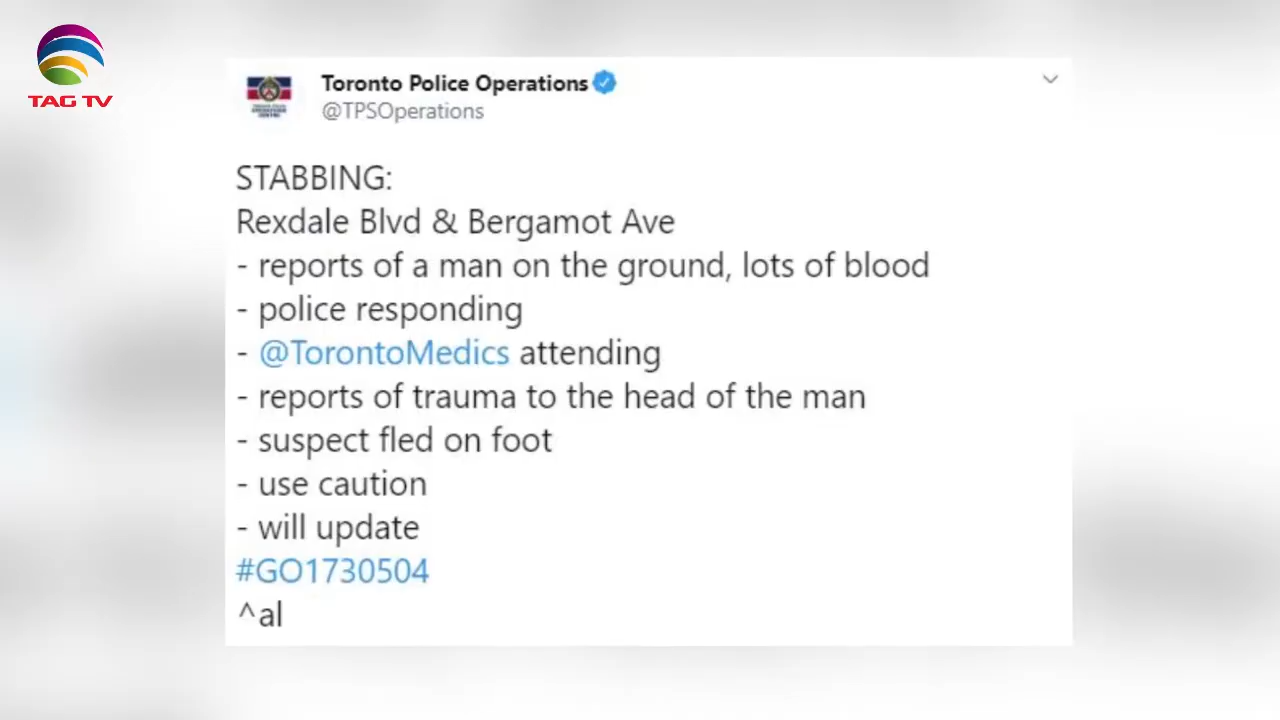 TAG TV
Toronto Police Operations
@TPSOperations
STABBING:
Rexdale Blvd & Bergamot Ave
- reports of a man on the ground, lots of blood
- police responding
- @TorontoMedics attending
- reports of trauma to the head of the man
- suspect fled on foot
- use caution
- will update
#GO1730504
^al